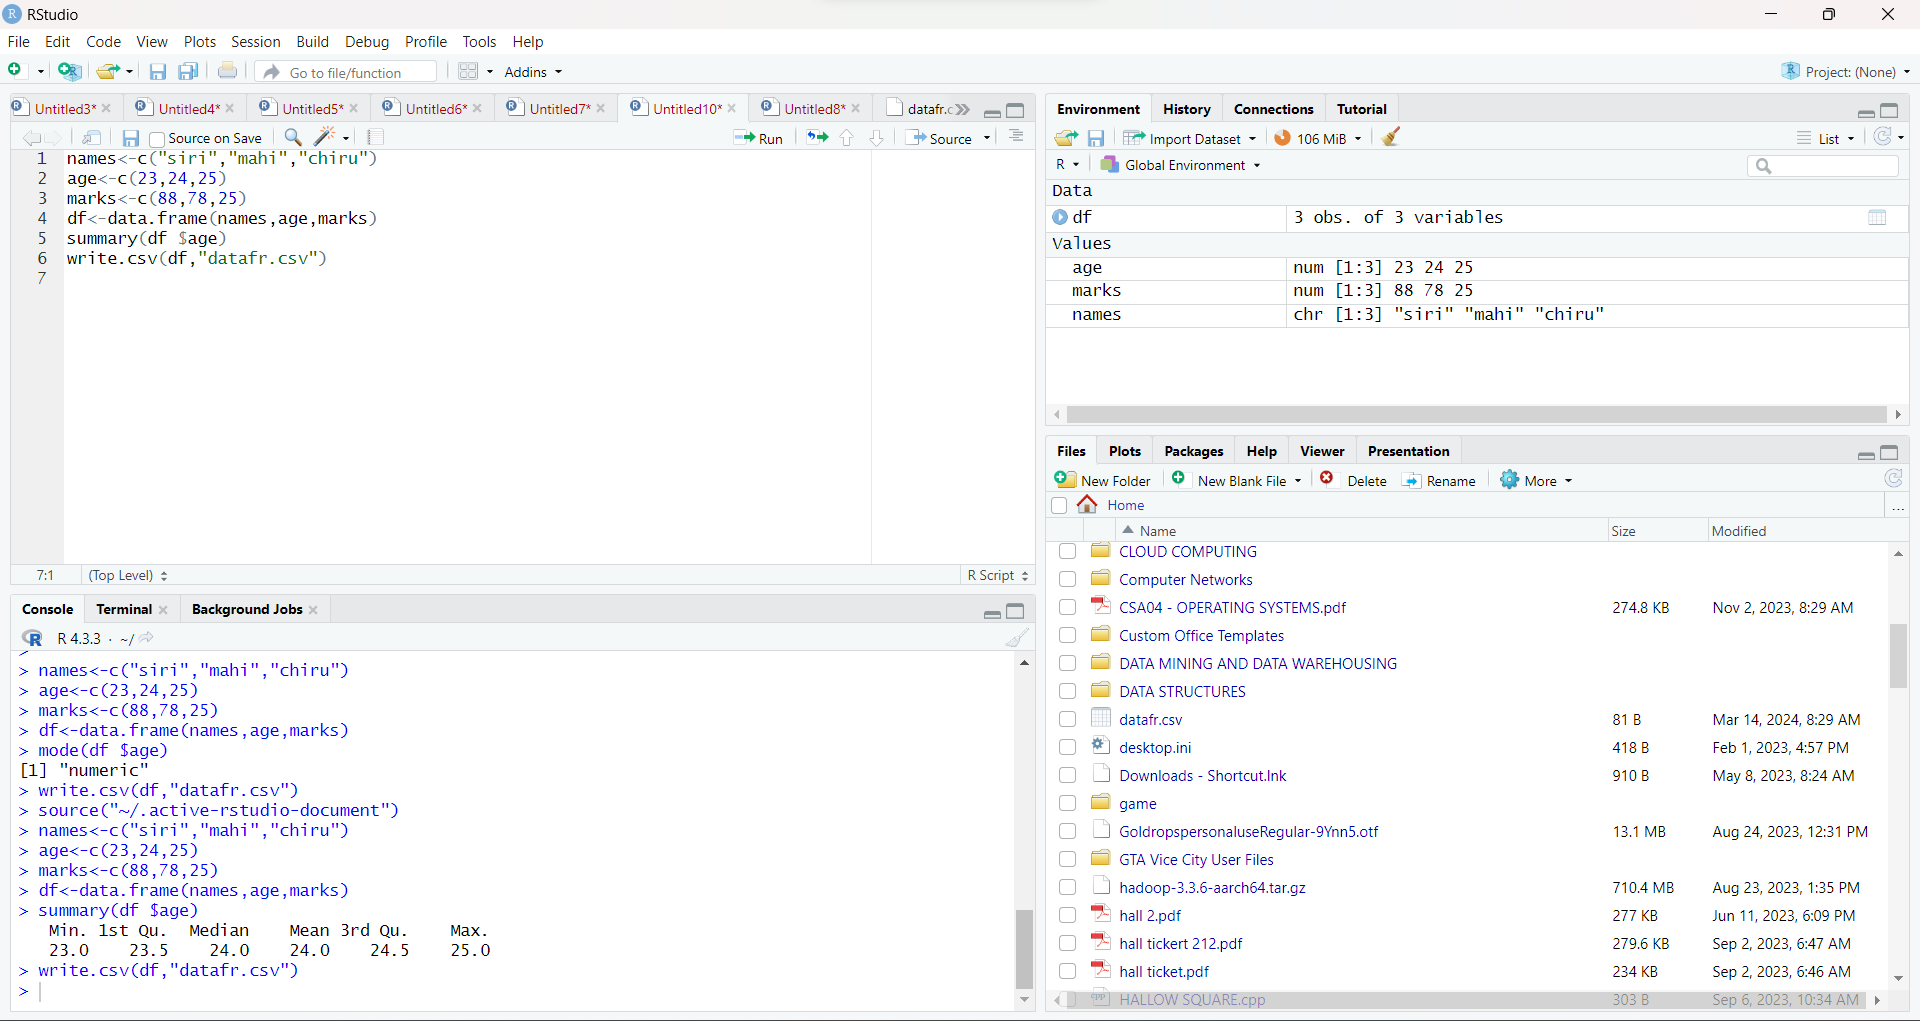 RStudio
File Edit Code View Plots Session Build Debug Profile Tools Help
Go to file/function Addins Project: (None)
Untitled3* Untitled4* Untitled5* Untitled6* Untitled7* Untitled10* Untitled8* datafr.c
Source on Save Run Source
1 names<-c("siri","mahi","chiru")
2 age<-c(23,24,25)
3 marks<-c(88,78,25)
4 df<-data.frame(names,age,marks)
5 summary(df $age)
6 write.csv(df,"datafr.csv")
7
7:1 (Top Level) R Script
Console Terminal Background Jobs
R 4.3.3 · ~/
> names<-c("siri","mahi","chiru")
> age<-c(23,24,25)
> marks<-c(88,78,25)
> df<-data.frame(names,age,marks)
> mode(df $age)
[1] "numeric"
> write.csv(df,"datafr.csv")
> source("~/.active-rstudio-document")
> names<-c("siri","mahi","chiru")
> age<-c(23,24,25)
> marks<-c(88,78,25)
> df<-data.frame(names,age,marks)
> summary(df $age)
Min. 1st Qu. Median Mean 3rd Qu. Max.
23.0 23.5 24.0 24.0 24.5 25.0
> write.csv(df,"datafr.csv")
>
Environment History Connections Tutorial
Import Dataset 106 MiB List
R Global Environment
Data
df 3 obs. of 3 variables
Values
age num [1:3] 23 24 25
marks num [1:3] 88 78 25
names chr [1:3] "siri" "mahi" "chiru"
Files Plots Packages Help Viewer Presentation
New Folder New Blank File Delete Rename More
Home ...
Name Size Modified
CLOUD COMPUTING
Computer Networks
CSA04 - OPERATING SYSTEMS.pdf 274.8 KB Nov 2, 2023, 8:29 AM
Custom Office Templates
DATA MINING AND DATA WAREHOUSING
DATA STRUCTURES
datafr.csv 81 B Mar 14, 2024, 8:29 AM
desktop.ini 418 B Feb 1, 2023, 4:57 PM
Downloads - Shortcut.lnk 910 B May 8, 2023, 8:24 AM
game
GoldropspersonaluseRegular-9Ynn5.otf 13.1 MB Aug 24, 2023, 12:31 PM
GTA Vice City User Files
hadoop-3.3.6-aarch64.tar.gz 710.4 MB Aug 23, 2023, 1:35 PM
hall 2.pdf 277 KB Jun 11, 2023, 6:09 PM
hall tickert 212.pdf 279.6 KB Sep 2, 2023, 6:47 AM
hall ticket.pdf 234 KB Sep 2, 2023, 6:46 AM
HALLOW SQUARE.cpp 303 B Sep 6, 2023, 10:34 AM